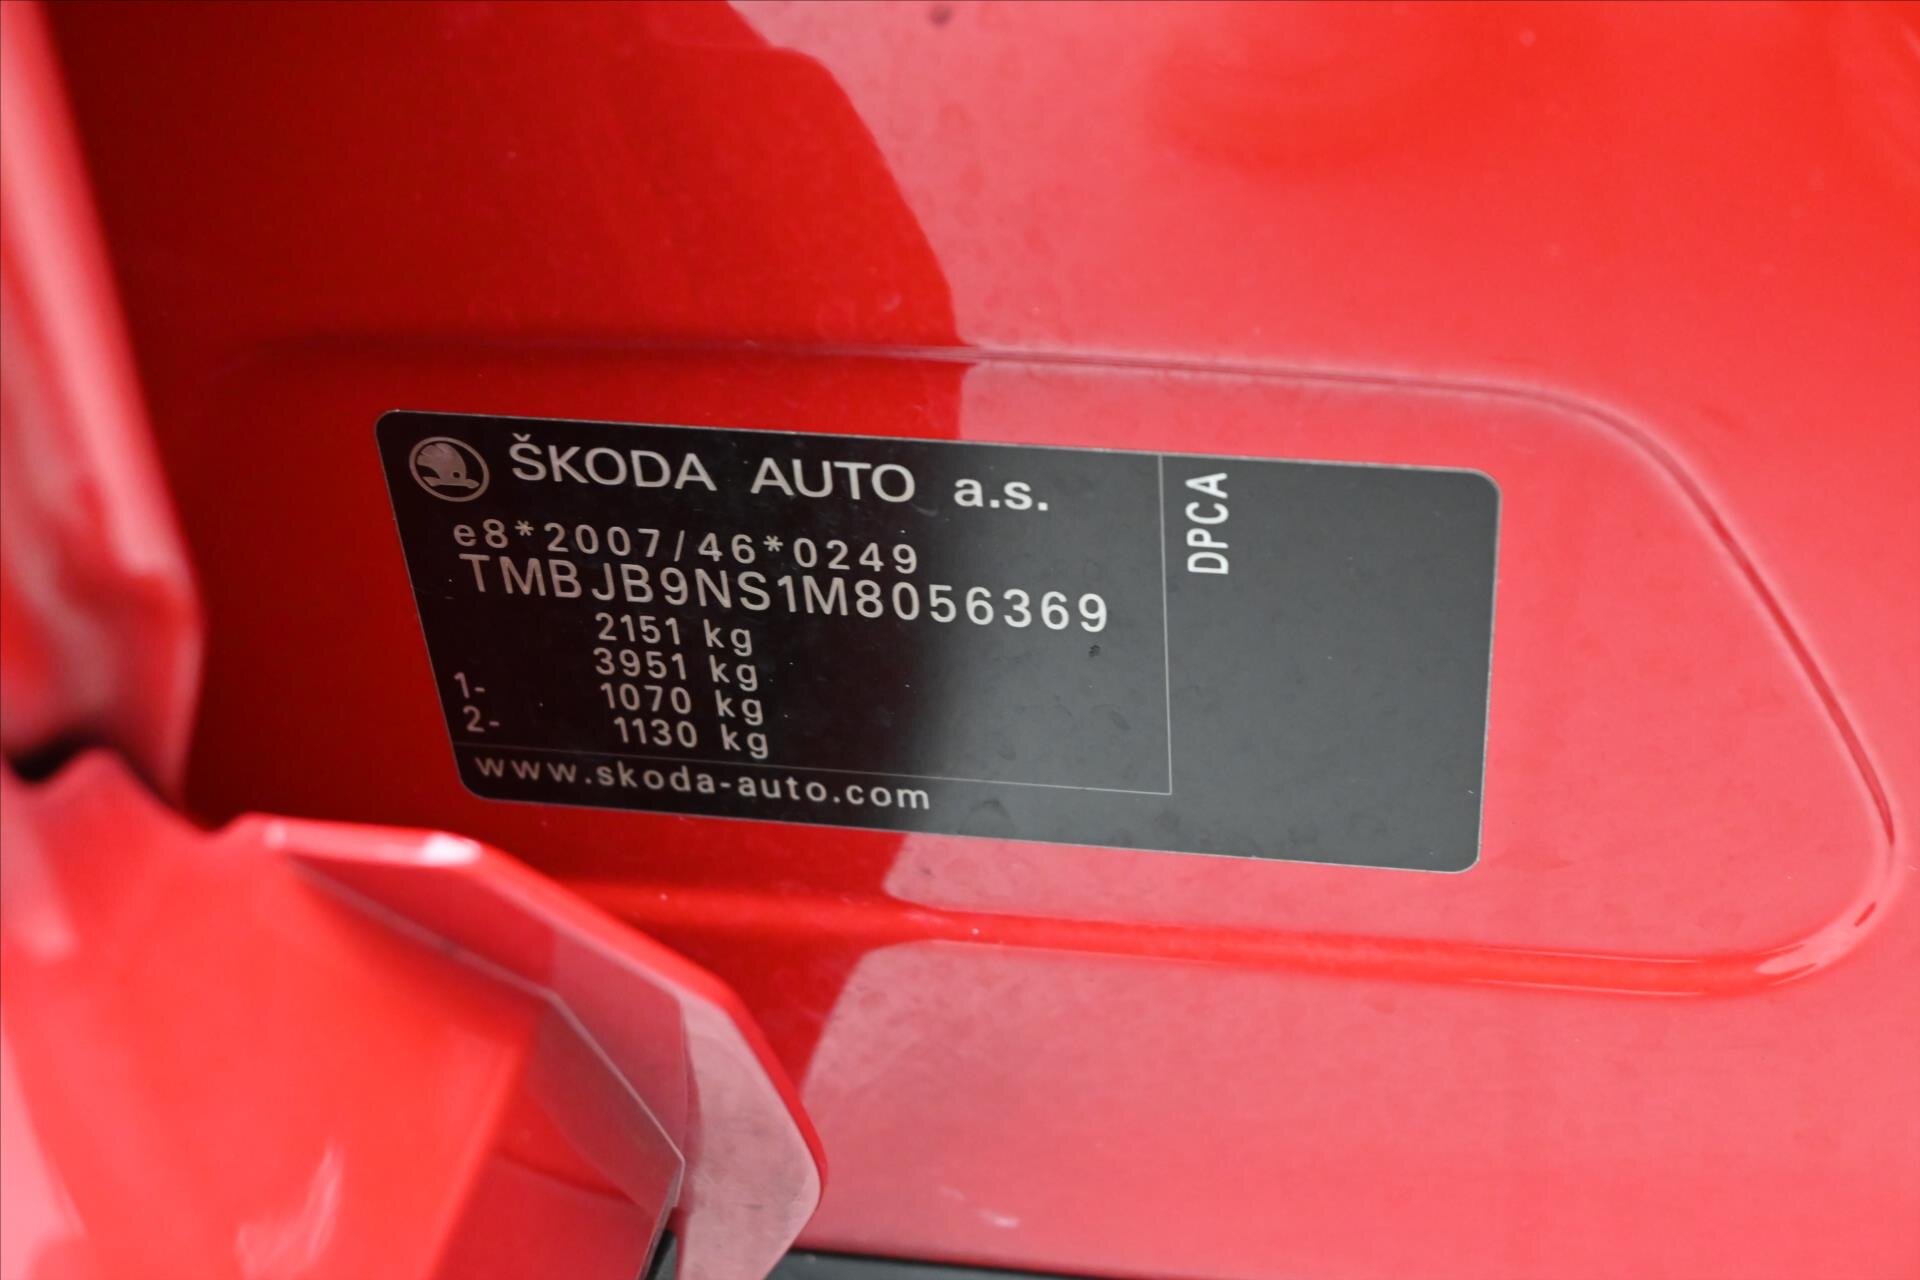 ŠKODA AUTO a.s.
e8*2007/46*0249
TMBJB9NS1M8056369
2151 kg
3951 kg
1- 1070 kg
2- 1130 kg
www.skoda-auto.com
DPCA